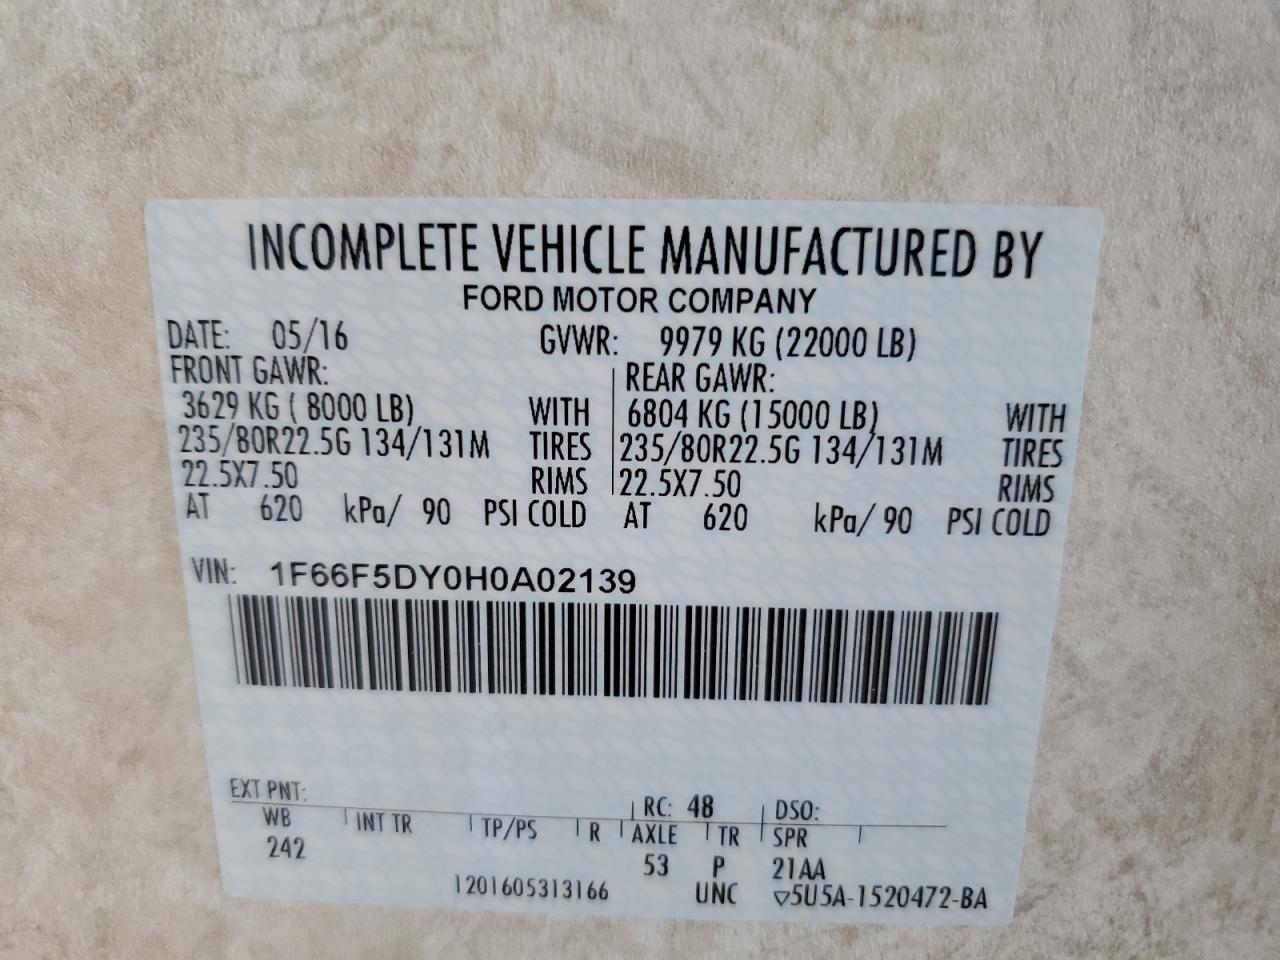 INCOMPLETE VEHICLE MANUFACTURED BY
FORD MOTOR COMPANY
DATE: 05/16 GVWR: 9979 KG (22000 LB)
FRONT GAWR: REAR GAWR:
3629 KG ( 8000 LB) WITH 6804 KG (15000 LB) WITH
235/80R22.5G 134/131M TIRES 235/80R22.5G 134/131M TIRES
22.5X7.50 RIMS 22.5X7.50 RIMS
AT 620 kPa/ 90 PSI COLD AT 620 kPa/ 90 PSI COLD
VIN: 1F66F5DY0H0A02139
EXT PNT: RC: 48 DSO:
WB INT TR TP/PS R AXLE TR SPR
242 53 P 21AA
1201605313166 UNC ▽5U5A-1520472-BA